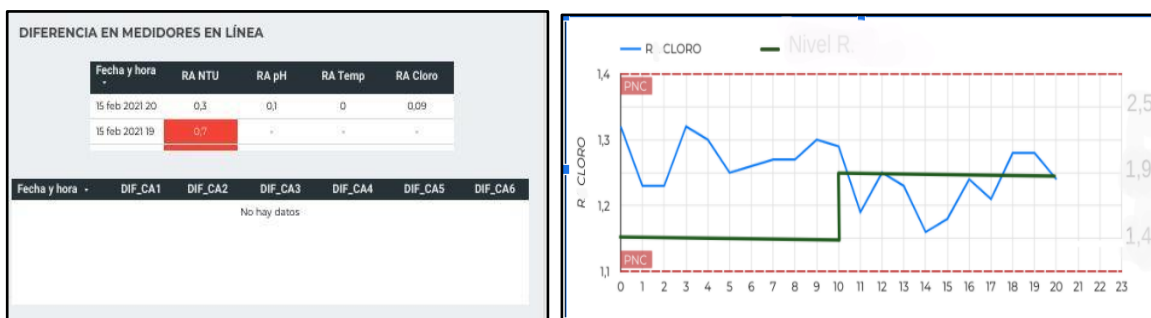 DIFERENCIA EN MEDIDORES EN LÍNEA
Fecha y hora RA NTU RA pH RA Temp RA Cloro
15 feb 2021 20 0,3 0,1 0 0,09
15 feb 2021 19 0,7 - - -
Fecha y hora DIF_CA1 DIF_CA2 DIF_CA3 DIF_CA4 DIF_CA5 DIF_CA6
No hay datos
R CLORO Nivel R.
1,4
PNC
2,5
1,3
1,9
R CLORO
1,2
1,4
PNC
1,1
0 1 2 3 4 5 6 7 8 9 10 11 12 13 14 15 16 17 18 19 20 21 22 23